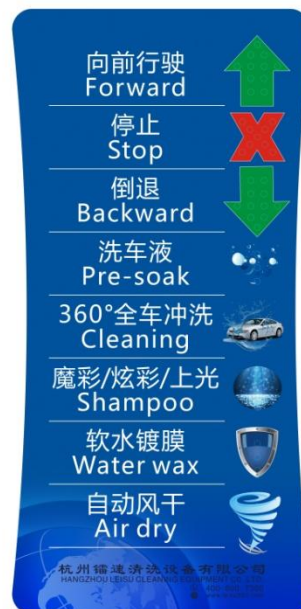 向前行驶
Forward
停止
Stop
倒退
Backward
洗车液
Pre-soak
360°全车冲洗
Cleaning
魔彩/炫彩/上光
Shampoo
软水镀膜
Water wax
自动风干
Air dry
杭州镭速清洗设备有限公司
HANGZHOU LEISU CLEANING EQUIPMENT CO.,LTD